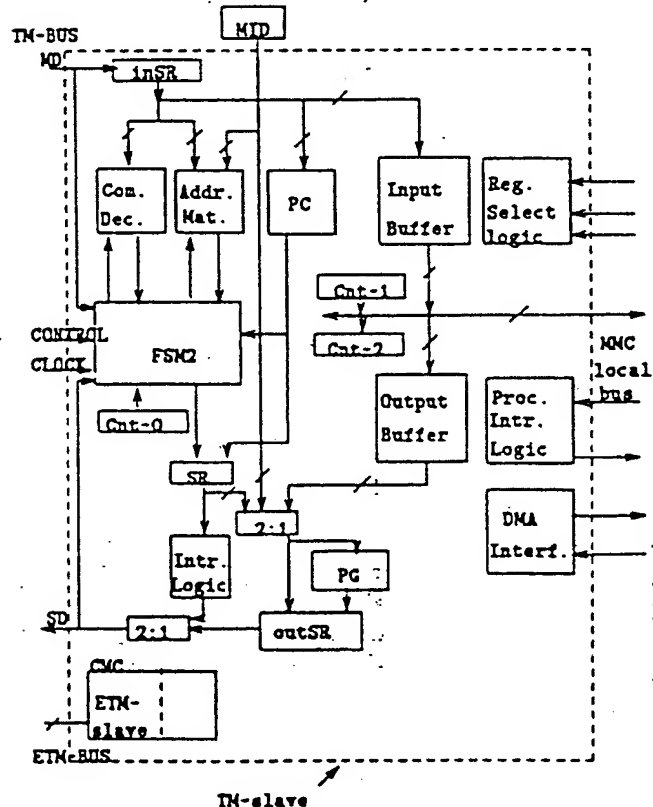 MID
TM-BUS
MD
inSR
Com.
Dec.
Addr.
Mat.
PC
Input
Buffer
Reg.
Select
logic
Cnt-1
Cnt-2
CONTROL
CLOCK
FSM2
MMC
local
bus
Cnt-0
Output
Buffer
Proc.
Intr.
Logic
SR
2:1
DMA
Interf.
Intr.
Logic
PG
SD
2:1
outSR
CMC
ETM-
slave
ETM-BUS
TM-slave